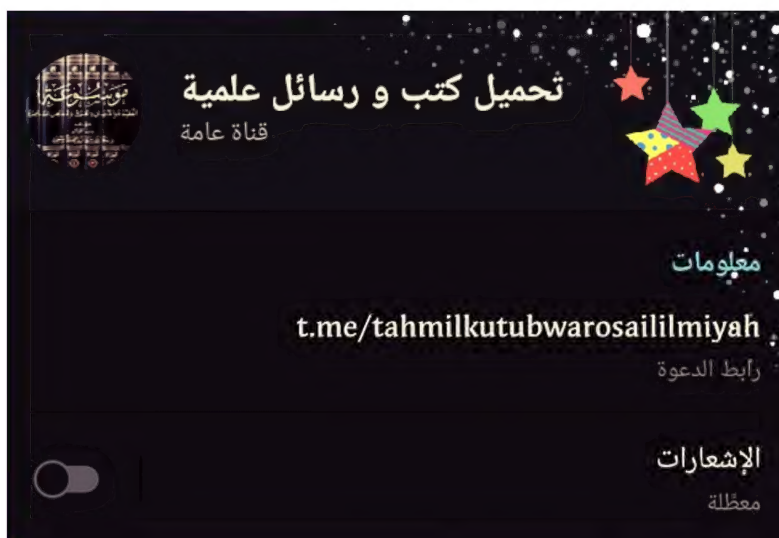 تحميل كتب و رسائل علمية
قناة عامة
معلومات
t.me/tahmilkutubwarosaililmiyah
رابط الدعوة
الإشعارات
معطَّلة